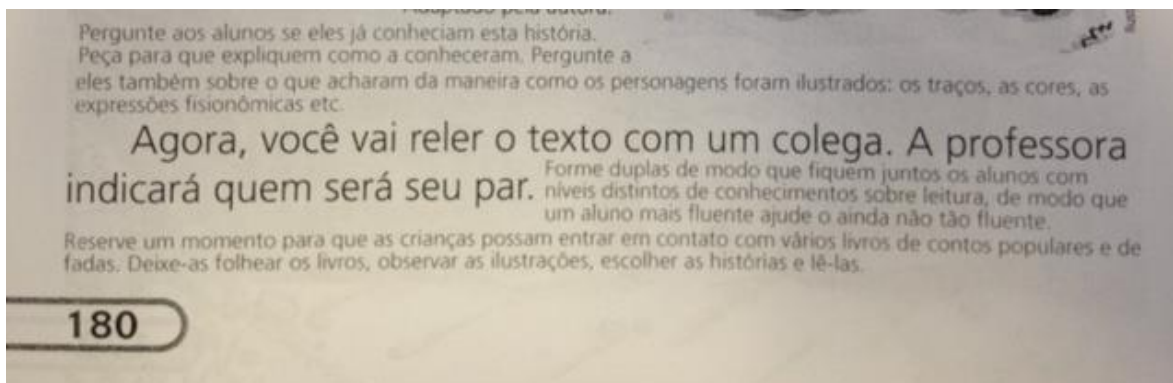 Adaptado pela autora.
Pergunte aos alunos se eles já conheciam esta história.
Peça para que expliquem como a conheceram. Pergunte a
eles também sobre o que acharam da maneira como os personagens foram ilustrados: os traços, as cores, as
expressões fisionômicas etc.
Agora, você vai reler o texto com um colega. A professora
indicará quem será seu par.
Forme duplas de modo que fiquem juntos os alunos com
níveis distintos de conhecimentos sobre leitura, de modo que
um aluno mais fluente ajude o ainda não tão fluente.
Reserve um momento para que as crianças possam entrar em contato com vários livros de contos populares e de
fadas. Deixe-as folhear os livros, observar as ilustrações, escolher as histórias e lê-las.
180